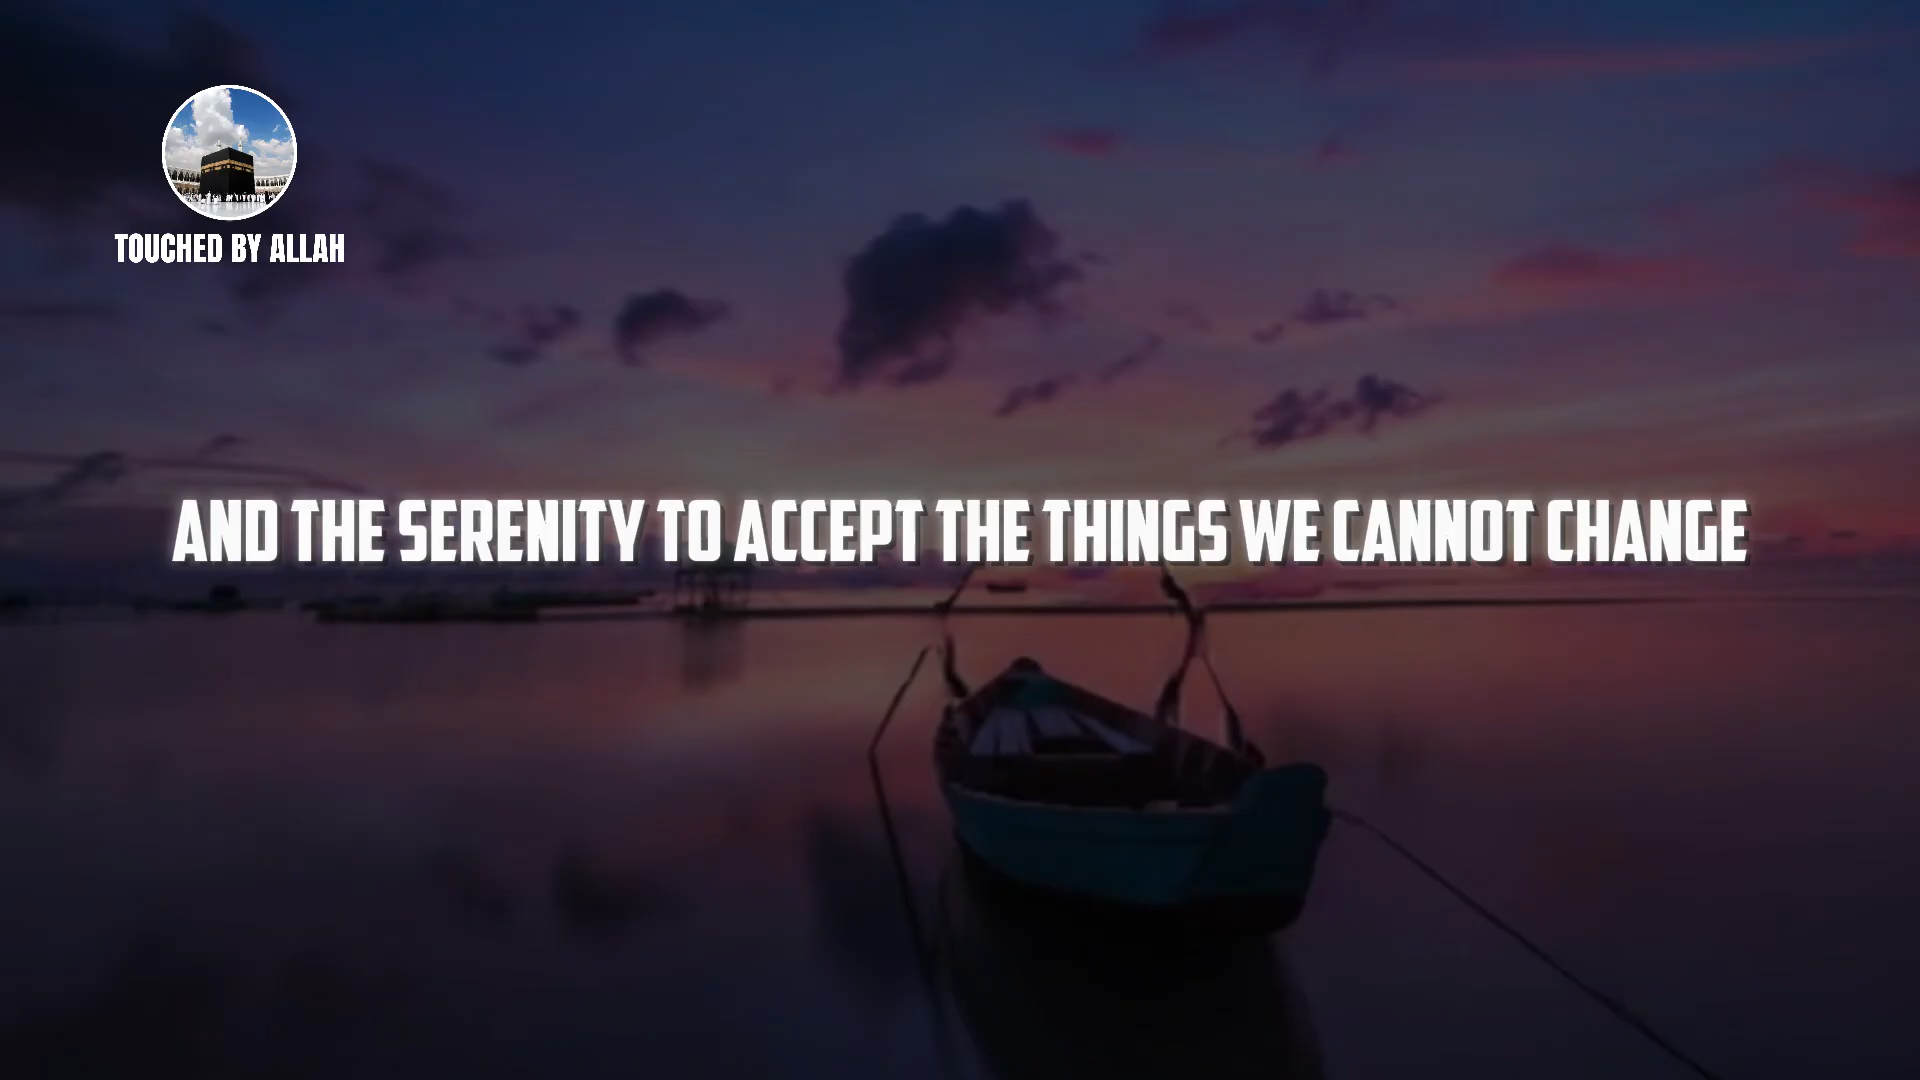 TOUCHED BY ALLAH
AND THE SERENITY TO ACCEPT THE THINGS WE CANNOT CHANGE